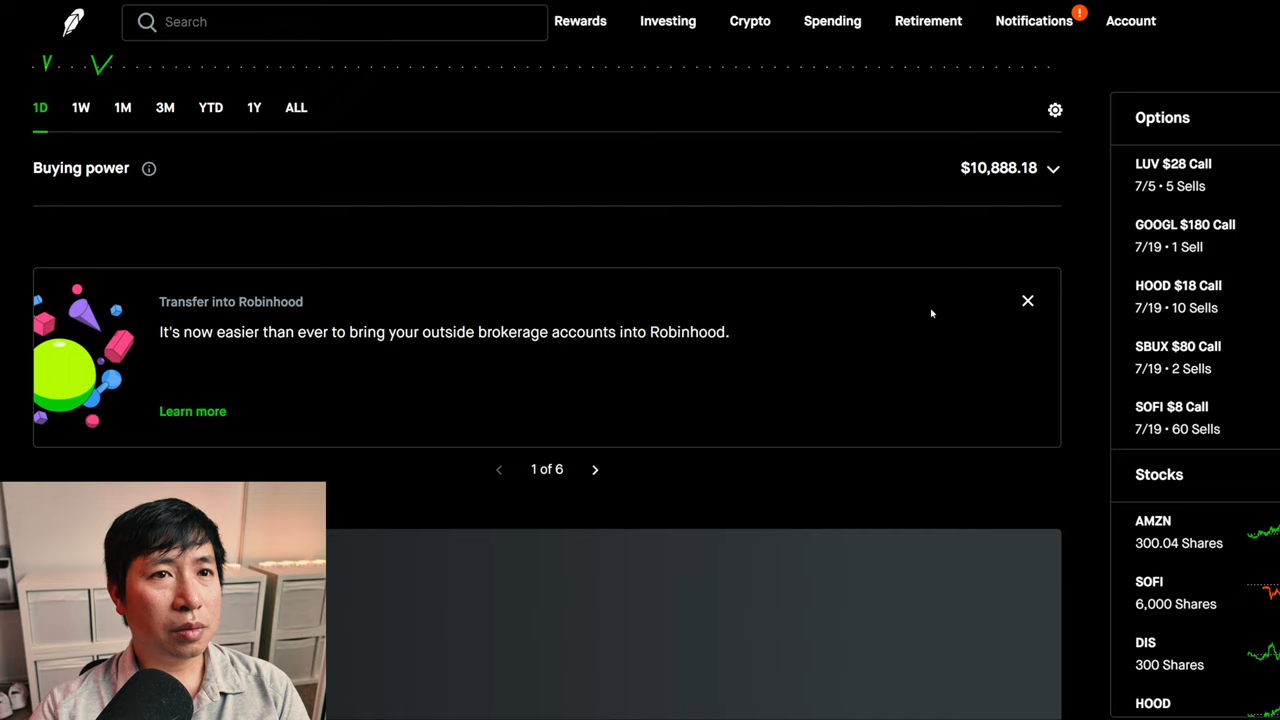 Search
Rewards
Investing
Crypto
Spending
Retirement
Notifications
!
Account
1D
1W
1M
3M
YTD
1Y
ALL
Buying power
$10,888.18
Transfer into Robinhood
It's now easier than ever to bring your outside brokerage accounts into Robinhood.
Learn more
1 of 6
Options
LUV $28 Call
7/5 • 5 Sells
GOOGL $180 Call
7/19 • 1 Sell
HOOD $18 Call
7/19 • 10 Sells
SBUX $80 Call
7/19 • 2 Sells
SOFI $8 Call
7/19 • 60 Sells
Stocks
AMZN
300.04 Shares
SOFI
6,000 Shares
DIS
300 Shares
HOOD